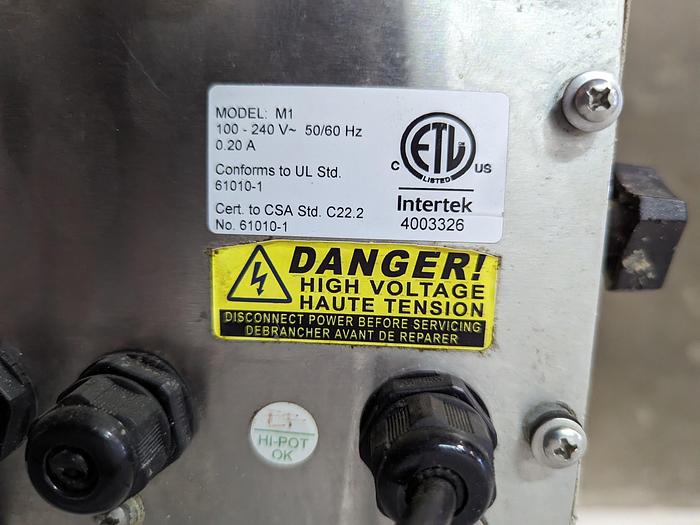 MODEL: M1
100 - 240 V~ 50/60 Hz
0.20 A
Conforms to UL Std.
61010-1
Cert. to CSA Std. C22.2
No. 61010-1
ETL
C US
LISTED
Intertek
4003326
DANGER!
HIGH VOLTAGE
HAUTE TENSION
DISCONNECT POWER BEFORE SERVICING
DEBRANCHER AVANT DE REPARER
HI-POT
OK